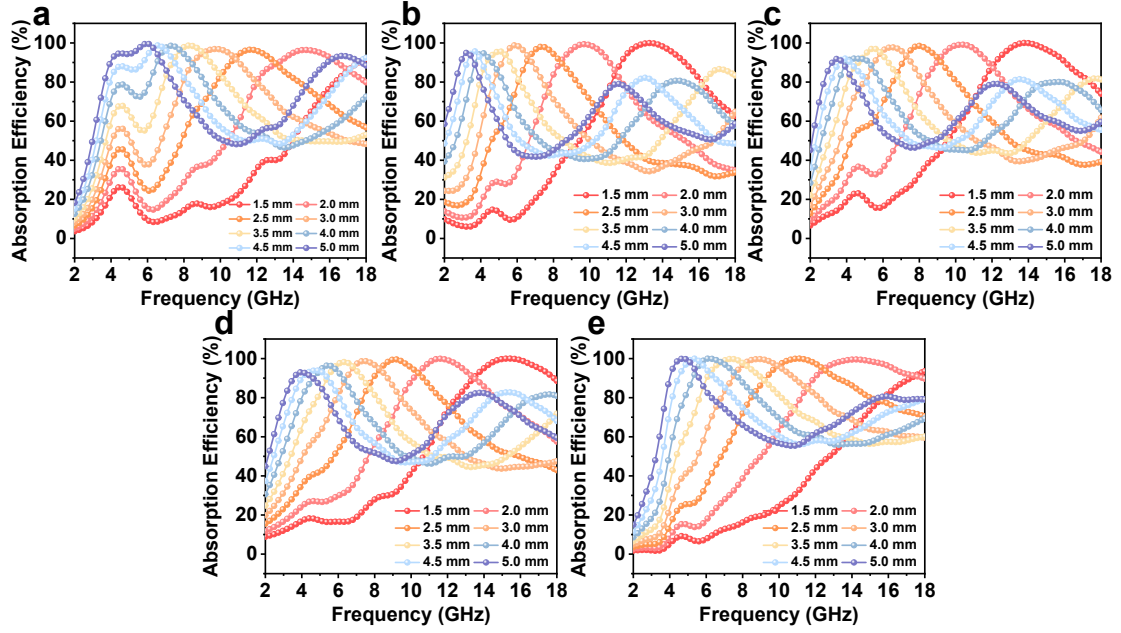 a
Absorption Efficiency (%)
100
80
60
40
20
0
1.5 mm 2.0 mm
2.5 mm 3.0 mm
3.5 mm 4.0 mm
4.5 mm 5.0 mm
2 4 6 8 10 12 14 16 18
Frequency (GHz)
b
Absorption Efficiency (%)
100
80
60
40
20
0
1.5 mm 2.0 mm
2.5 mm 3.0 mm
3.5 mm 4.0 mm
4.5 mm 5.0 mm
2 4 6 8 10 12 14 16 18
Frequency (GHz)
c
Absorption Efficiency (%)
100
80
60
40
20
0
1.5 mm 2.0 mm
2.5 mm 3.0 mm
3.5 mm 4.0 mm
4.5 mm 5.0 mm
2 4 6 8 10 12 14 16 18
Frequency (GHz)
d
Absorption Efficiency (%)
100
80
60
40
20
0
1.5 mm 2.0 mm
2.5 mm 3.0 mm
3.5 mm 4.0 mm
4.5 mm 5.0 mm
2 4 6 8 10 12 14 16 18
Frequency (GHz)
e
Absorption Efficiency (%)
100
80
60
40
20
0
1.5 mm 2.0 mm
2.5 mm 3.0 mm
3.5 mm 4.0 mm
4.5 mm 5.0 mm
2 4 6 8 10 12 14 16 18
Frequency (GHz)